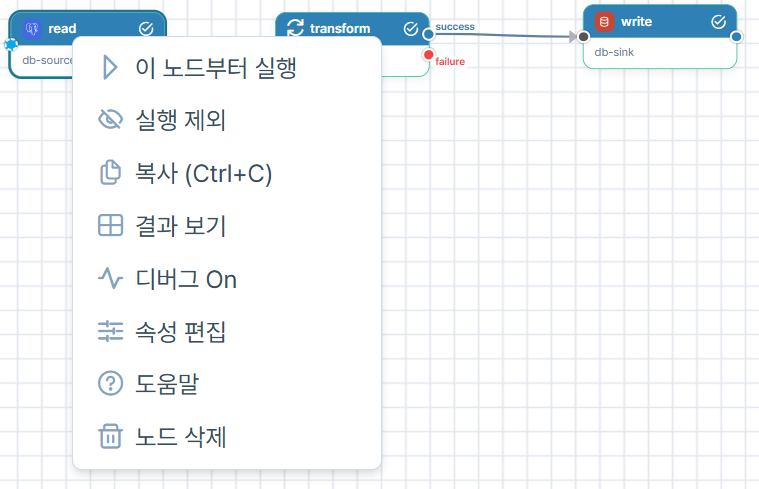 read
transform
success
write
db-source
failure
db-sink
이 노드부터 실행
실행 제외
복사 (Ctrl+C)
결과 보기
디버그 On
속성 편집
도움말
노드 삭제